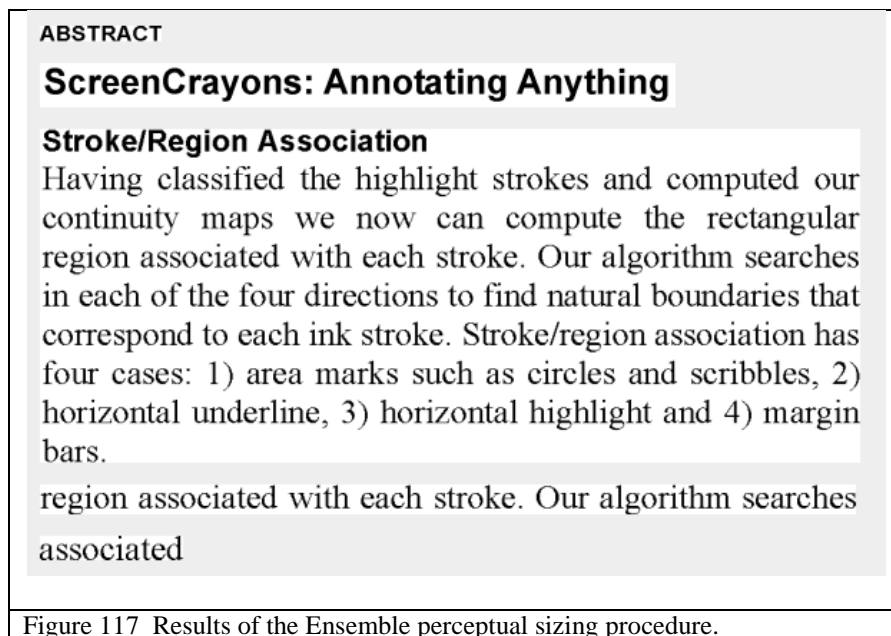 ABSTRACT
ScreenCrayons: Annotating Anything
Stroke/Region Association
Having classified the highlight strokes and computed our
continuity maps we now can compute the rectangular
region associated with each stroke. Our algorithm searches
in each of the four directions to find natural boundaries that
correspond to each ink stroke. Stroke/region association has
four cases: 1) area marks such as circles and scribbles, 2)
horizontal underline, 3) horizontal highlight and 4) margin
bars.
region associated with each stroke. Our algorithm searches
associated
Figure 117 Results of the Ensemble perceptual sizing procedure.